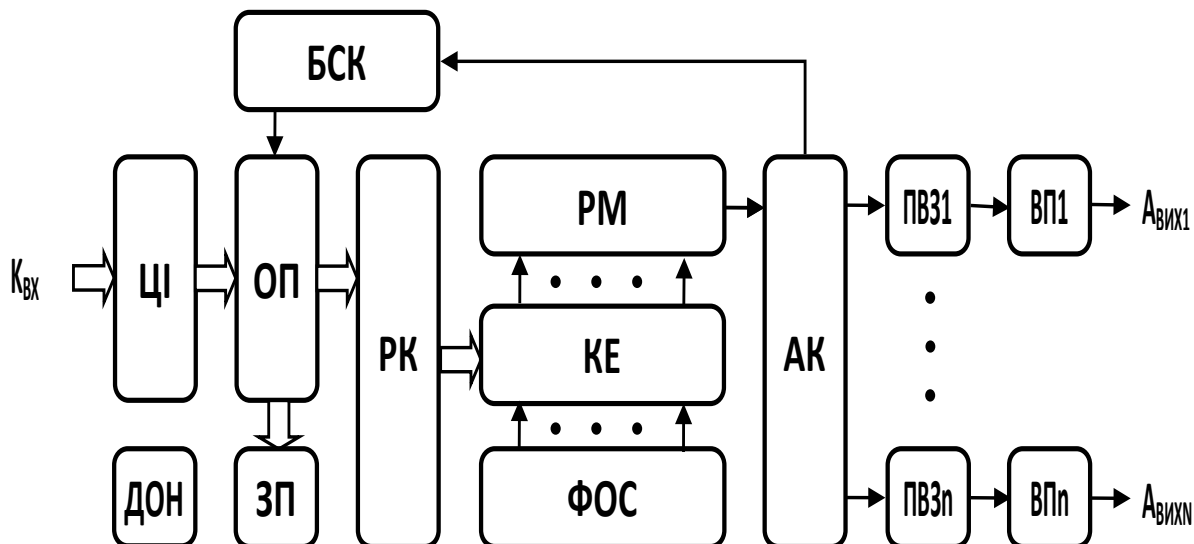 БСК
РМ
ПВЗ1
ВП1
АВИХ1
КВХ
ЦІ
ОП
РК
КЕ
АК
ДОН
ЗП
ФОС
ПВЗn
ВПn
АВИХN